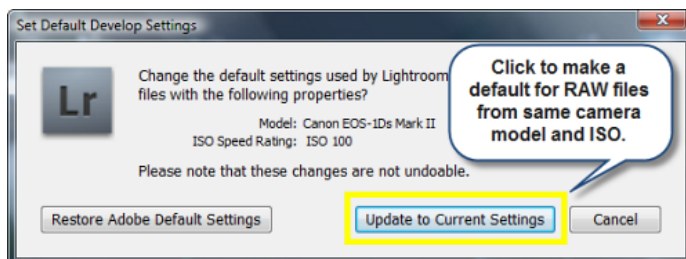 Set Default Develop Settings
Lr
Change the default settings used by Lightroom
files with the following properties?
Model: Canon EOS-1Ds Mark II
ISO Speed Rating: ISO 100
Please note that these changes are not undoable.
Click to make a
default for RAW files
from same camera
model and ISO.
Restore Adobe Default Settings
Update to Current Settings
Cancel